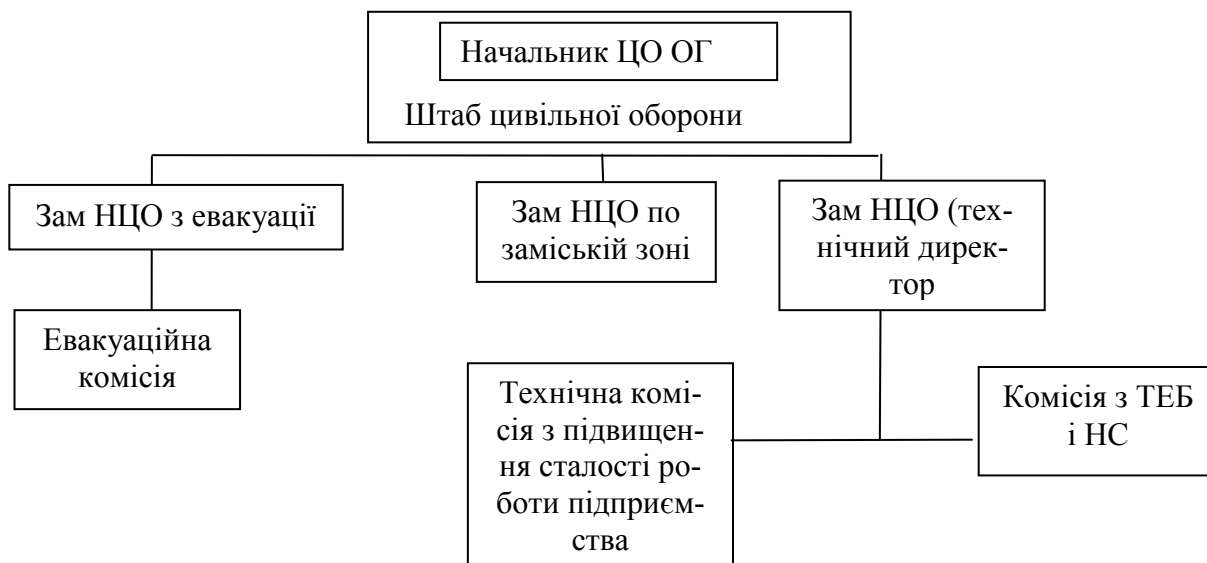 Начальник ЦО ОГ
Штаб цивільної оборони
Зам НЦО з евакуації
Зам НЦО по
заміській зоні
Зам НЦО (тех-
нічний дирек-
тор
Евакуаційна
комісія
Технічна комі-
сія з підвищен-
ня сталості ро-
боти підприєм-
ства
Комісія з ТЕБ
і НС